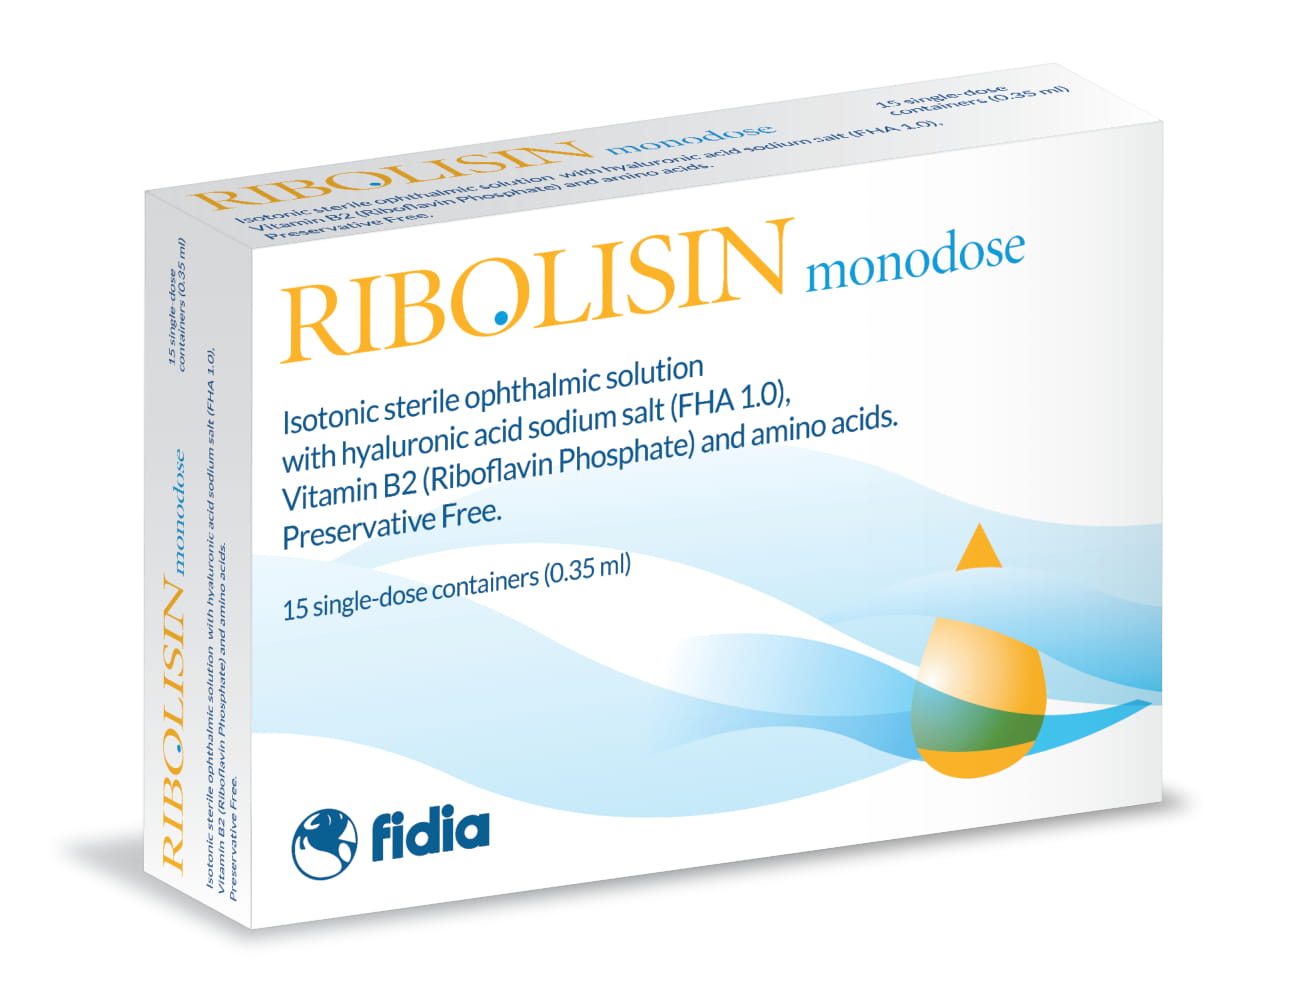 15 single-dose
containers (0.35 ml)
RIBOLISIN monodose
Isotonic sterile ophthalmic solution with hyaluronic acid sodium salt (FHA 1.0),
Vitamin B2 (Riboflavin Phosphate) and amino acids.
Preservative Free.
RIBOLISIN monodose
Isotonic sterile ophthalmic solution
with hyaluronic acid sodium salt (FHA 1.0),
Vitamin B2 (Riboflavin Phosphate) and amino acids.
Preservative Free.
15 single-dose containers (0.35 ml)
fidia
15 single-dose
containers (0.35 ml)
RIBOLISIN monodose
Isotonic sterile ophthalmic solution with hyaluronic acid sodium salt (FHA 1.0),
Vitamin B2 (Riboflavin Phosphate) and amino acids.
Preservative Free.